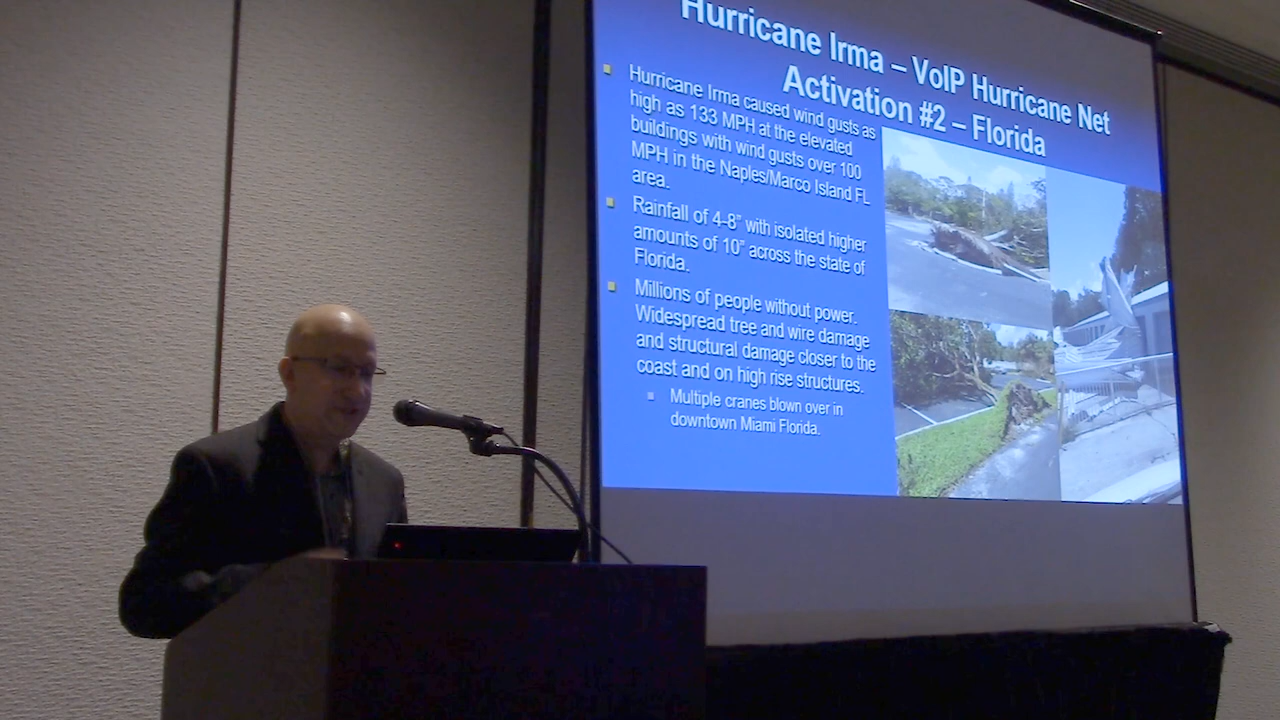 Hurricane Irma – VoIP Hurricane Net
Activation #2 – Florida
Hurricane Irma caused wind gusts as
high as 133 MPH at the elevated
buildings with wind gusts over 100
MPH in the Naples/Marco Island FL
area.
Rainfall of 4-8" with isolated higher
amounts of 10" across the state of
Florida.
Millions of people without power.
Widespread tree and wire damage
and structural damage closer to the
coast and on high rise structures.
Multiple cranes blown over in
downtown Miami Florida.